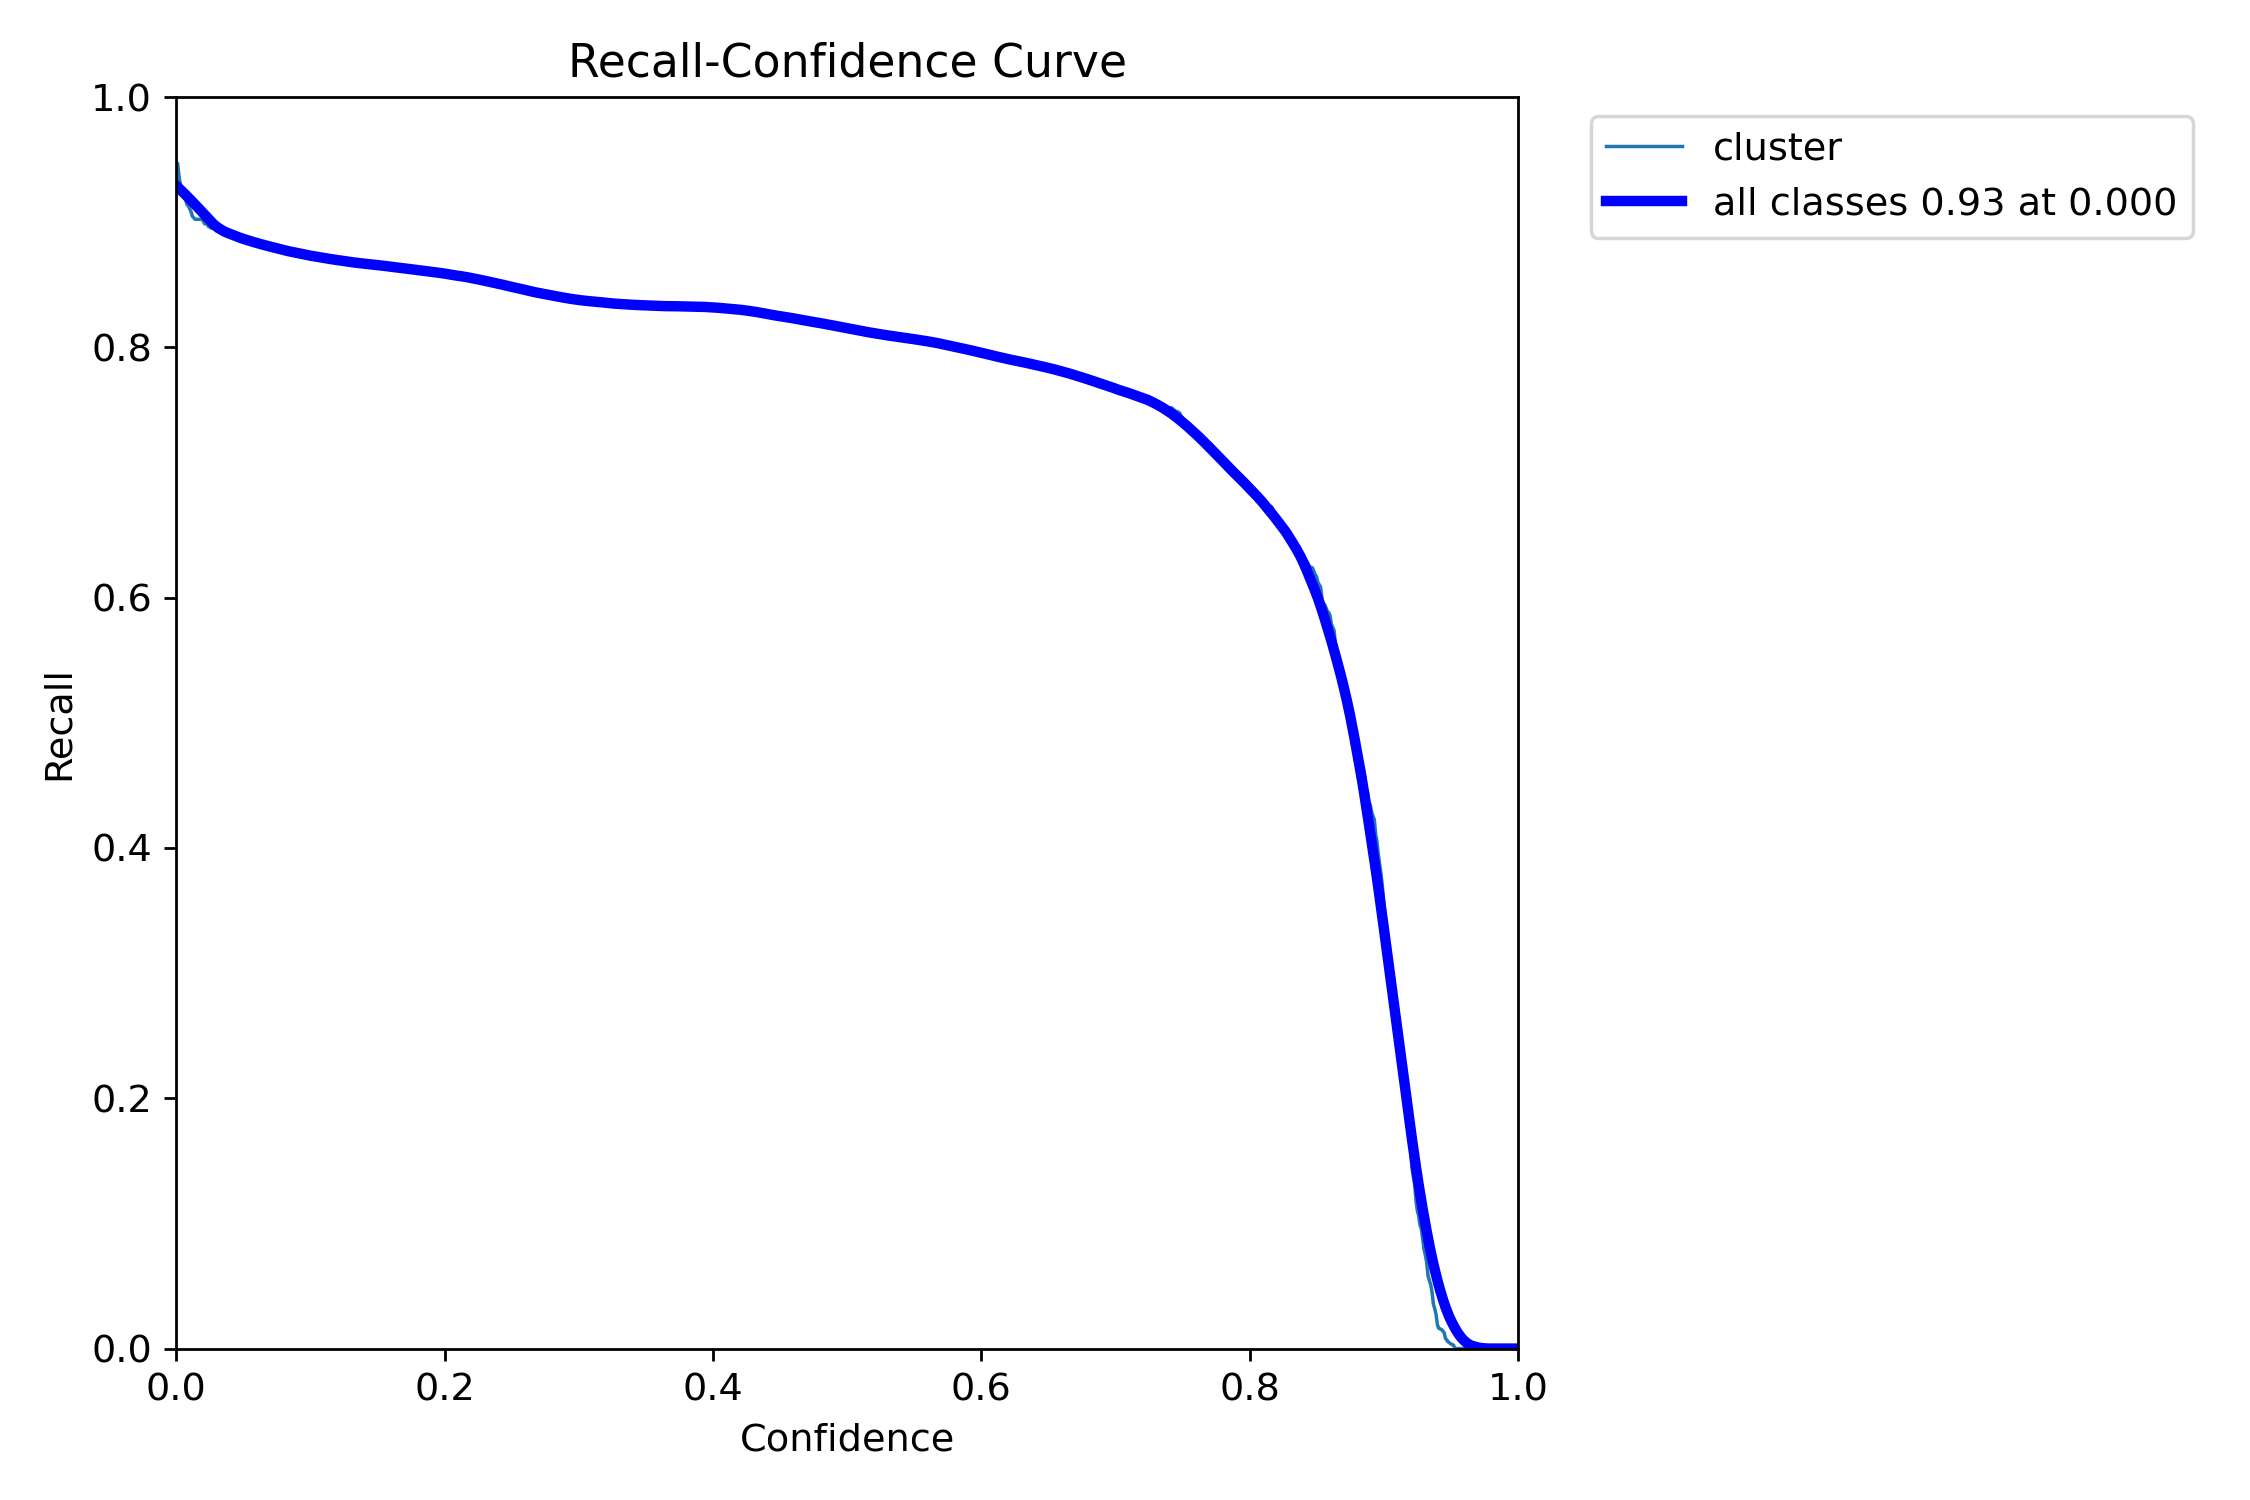 Recall-Confidence Curve
cluster
all classes 0.93 at 0.000
1.0
0.8
0.6
0.4
0.2
0.0
Recall
0.0 0.2 0.4 0.6 0.8 1.0
Confidence